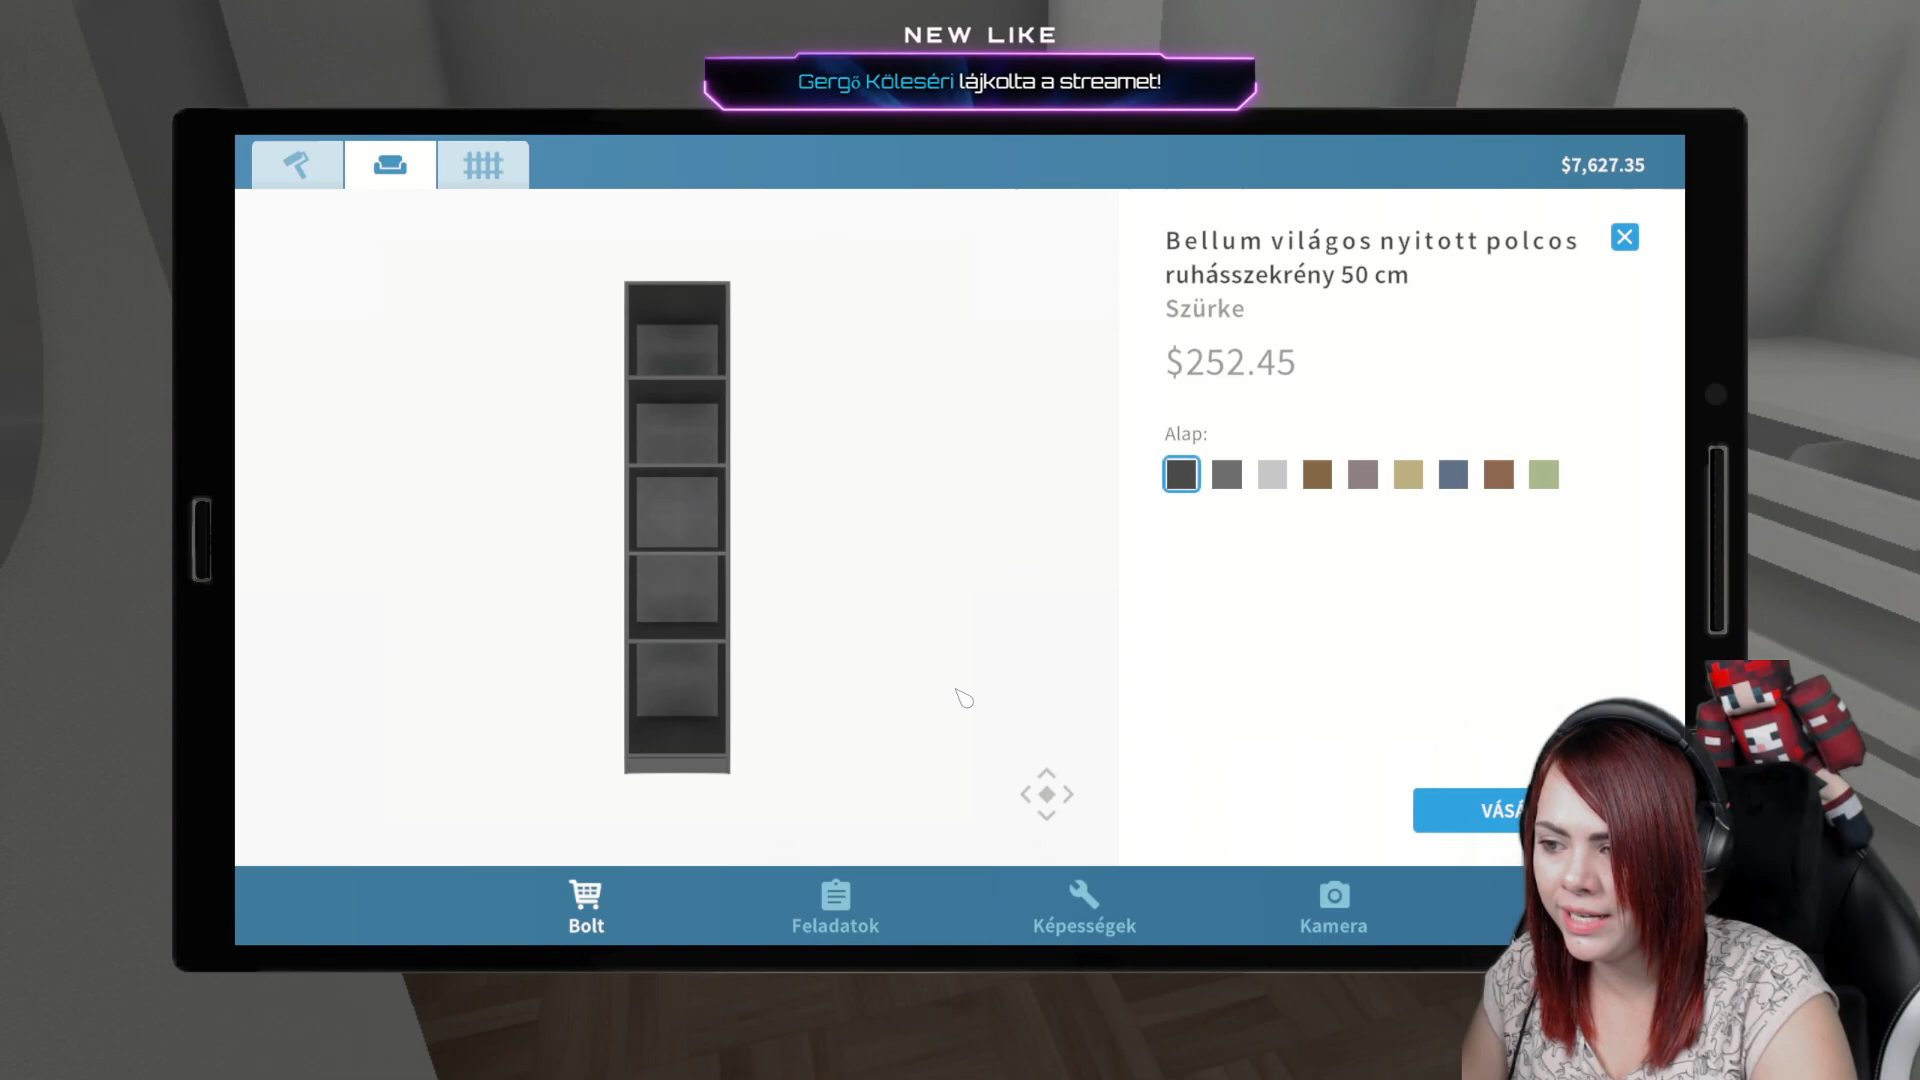 NEW LIKE
Gergő Köleséri lájkolta a streamet!
$7,627.35
Bellum világos nyitott polcos
ruhásszekrény 50 cm
Szürke
$252.45
Alap:
Bolt
Feladatok
Képességek
Kamera